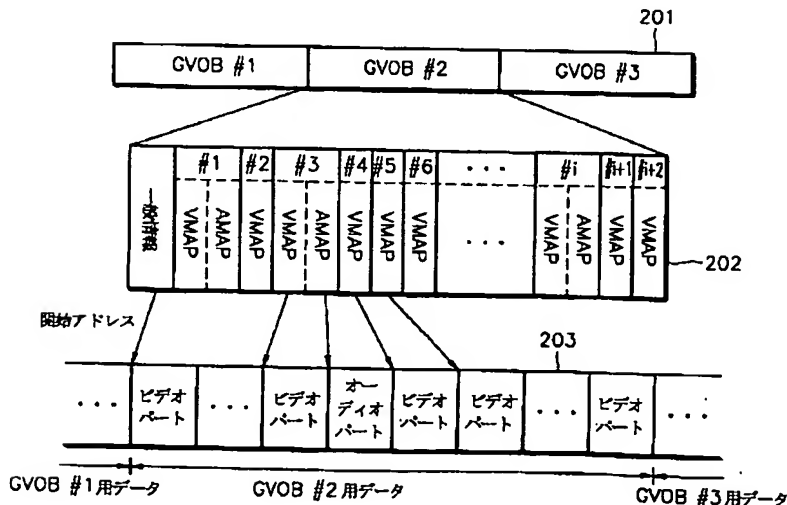 201
GVOB #1 GVOB #2 GVOB #3
#1 #2 #3 #4 #5 #6 ・・・ #i #i+1 #i+2
一般情報 VMAP AMAP VMAP VMAP AMAP VMAP VMAP VMAP ・・・ VMAP AMAP VMAP VMAP
202
開始アドレス
203
・・・ ビデオパート ・・・ ビデオパート オーディオパート ビデオパート ビデオパート ・・・ ビデオパート ・・・
GVOB #1用データ GVOB #2用データ GVOB #3用データ